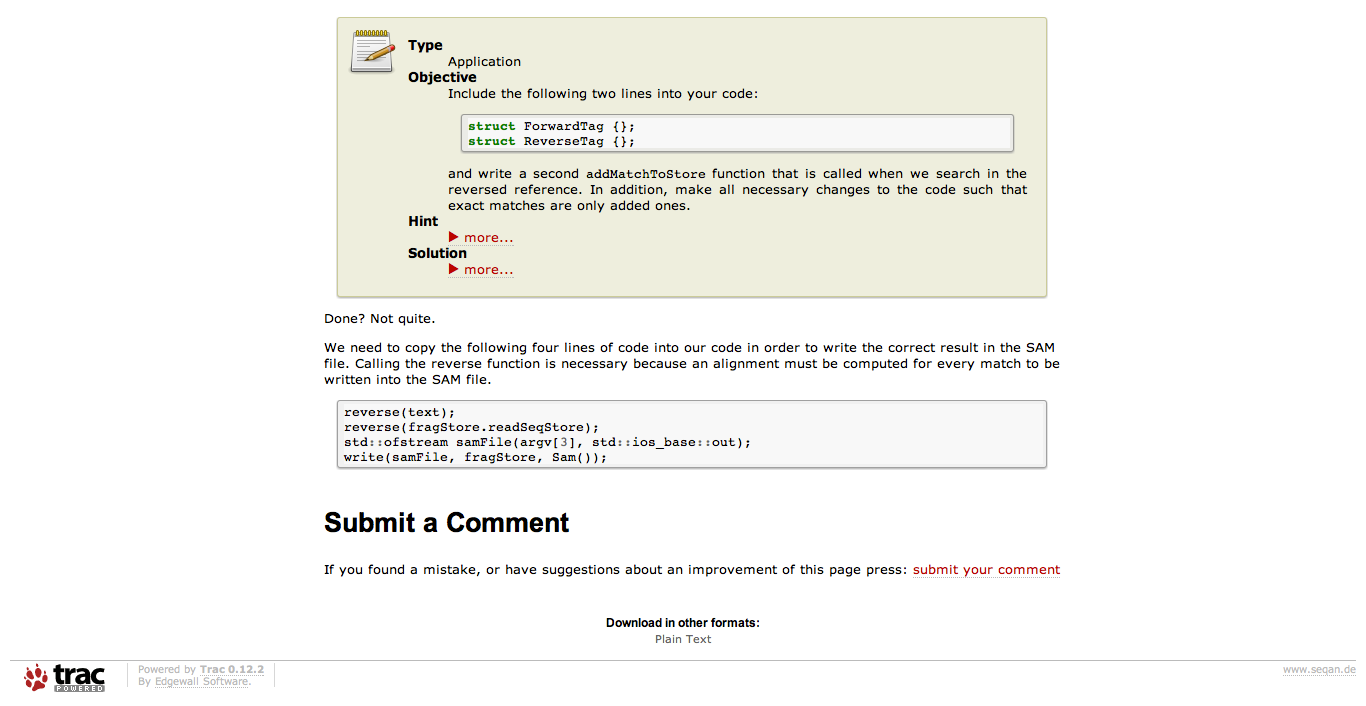 Type
Application
Objective
Include the following two lines into your code:
struct ForwardTag {};
struct ReverseTag {};
and write a second addMatchToStore function that is called when we search in the
reversed reference. In addition, make all necessary changes to the code such that
exact matches are only added ones.
Hint
more...
Solution
more...
Done? Not quite.
We need to copy the following four lines of code into our code in order to write the correct result in the SAM
file. Calling the reverse function is necessary because an alignment must be computed for every match to be
written into the SAM file.
reverse(text);
reverse(fragStore.readSeqStore);
std::ofstream samFile(argv[3], std::ios_base::out);
write(samFile, fragStore, Sam());
Submit a Comment
If you found a mistake, or have suggestions about an improvement of this page press: submit your comment
Download in other formats:
Plain Text
trac
POWERED
Powered by Trac 0.12.2
By Edgewall Software.
www.seqan.de